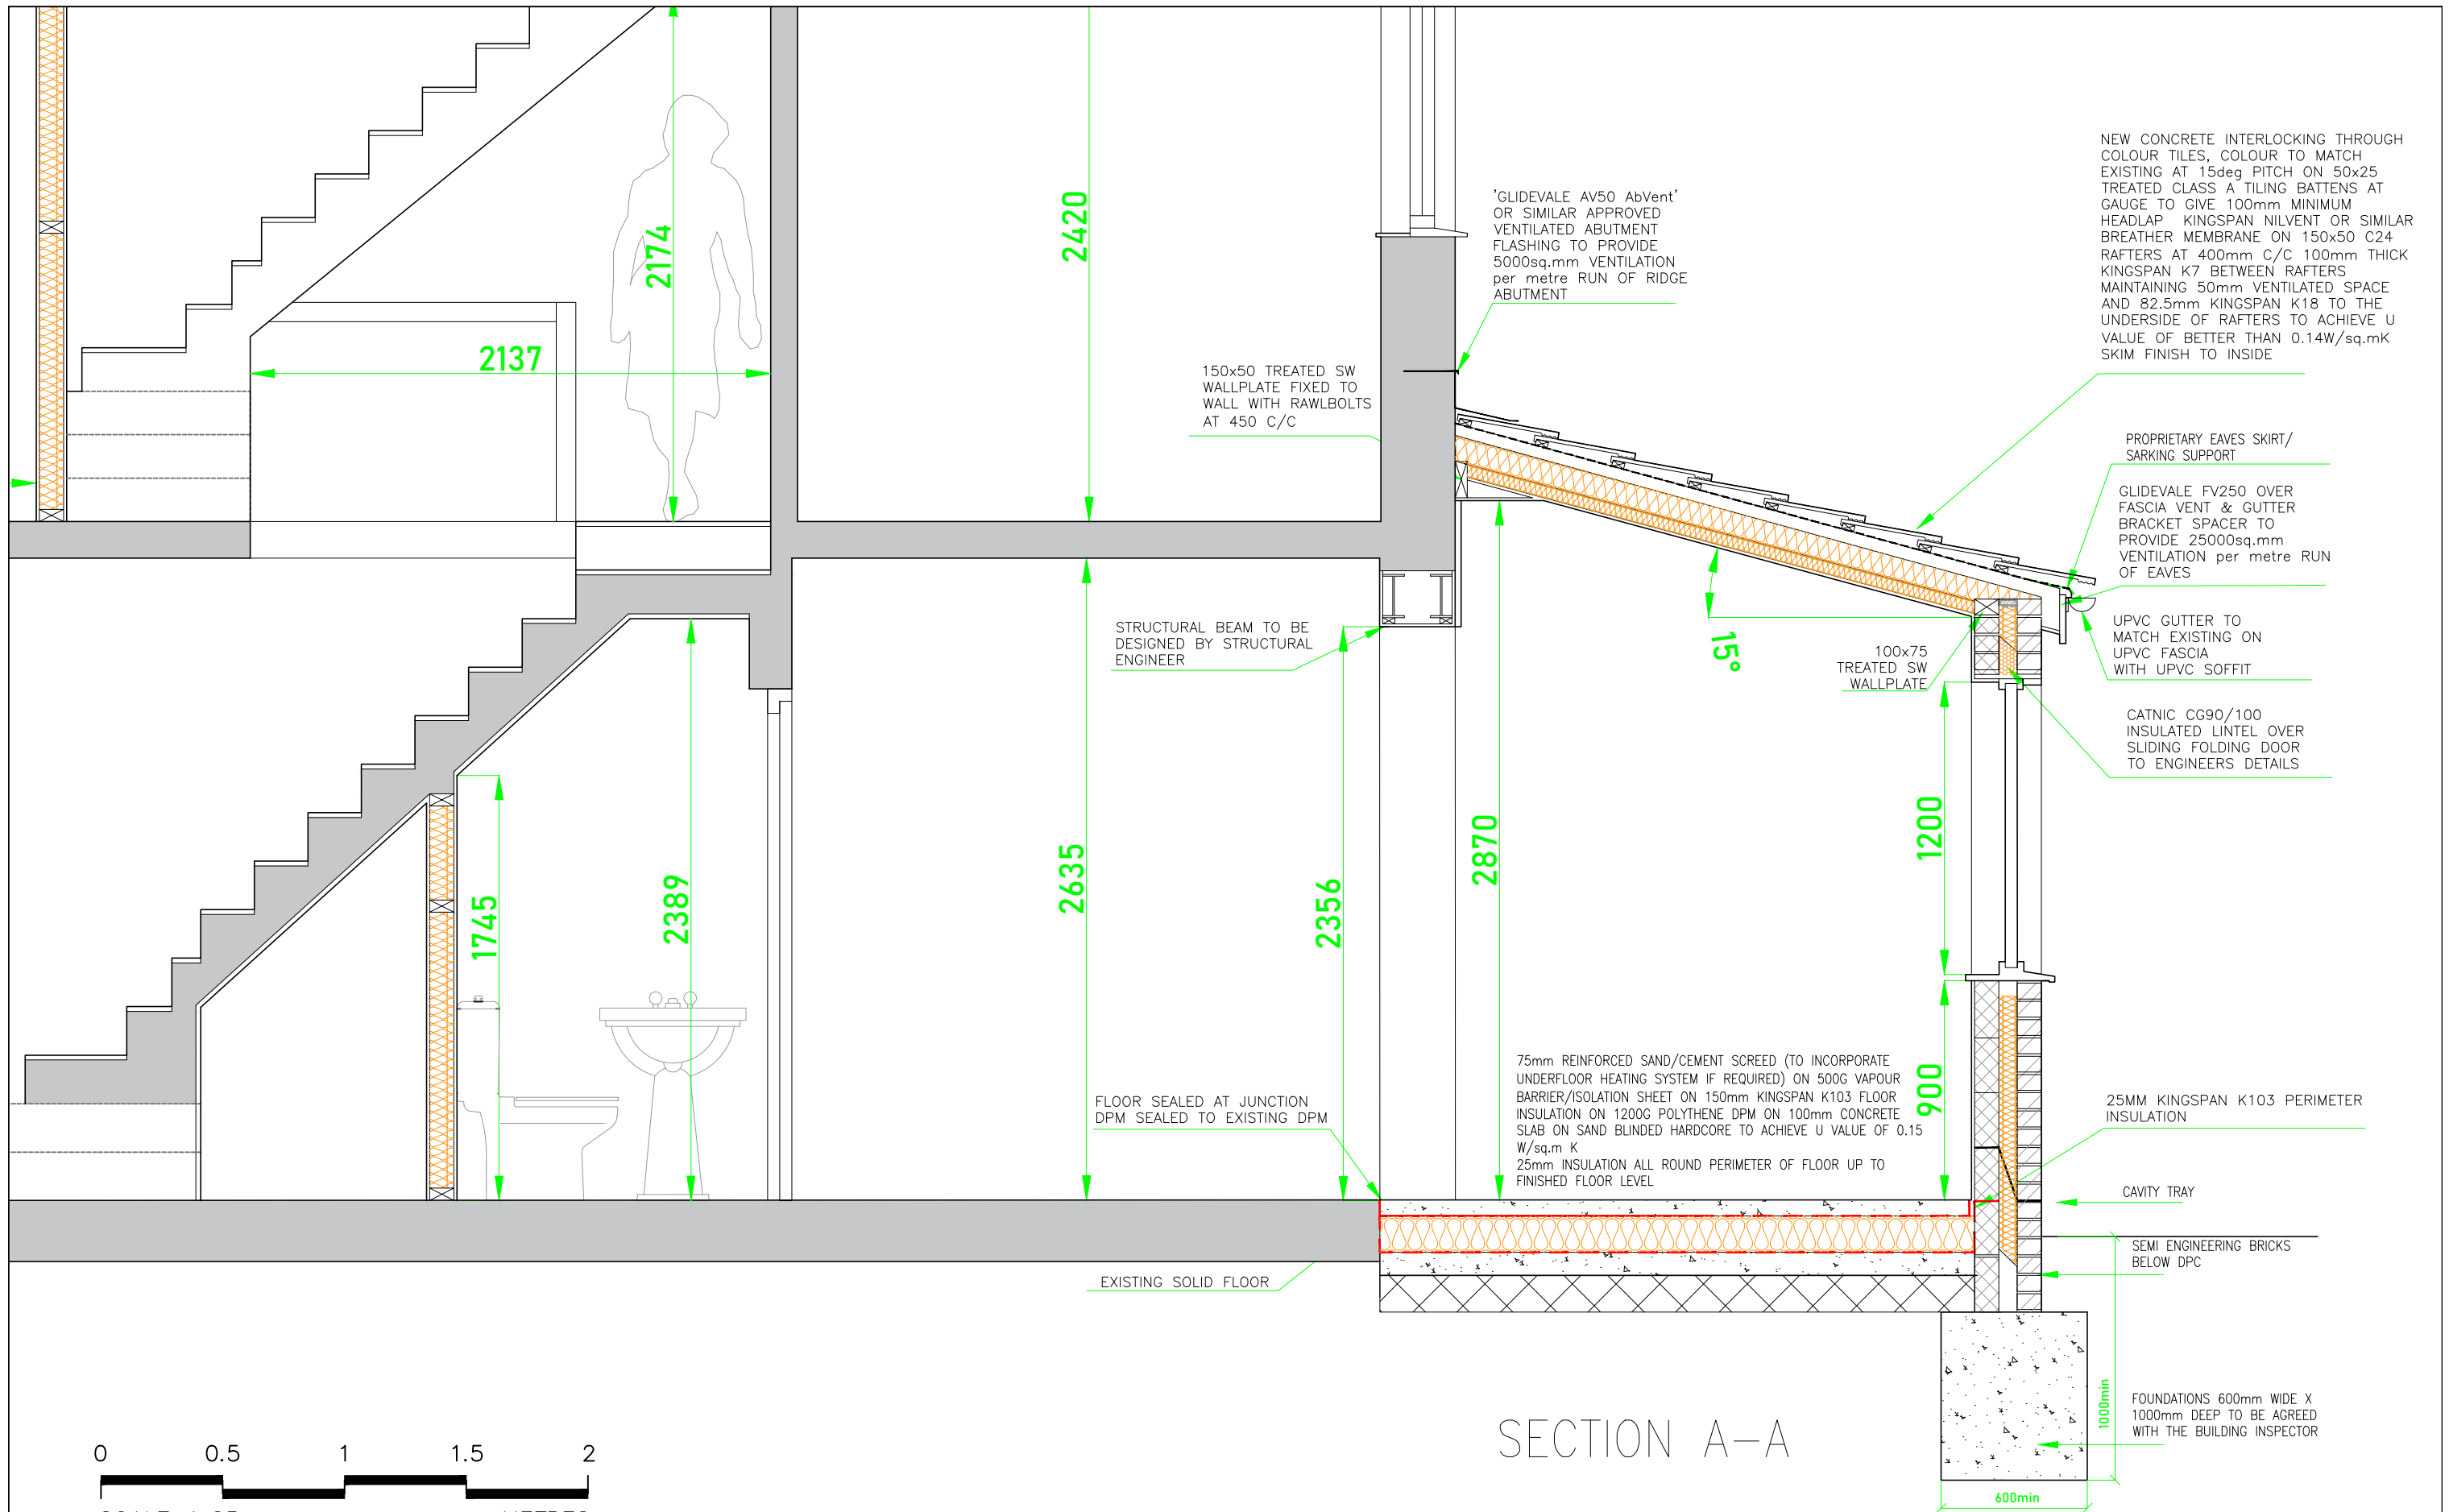 2174
2420
2137
'GLIDEVALE AV50 AbVent'
OR SIMILAR APPROVED
VENTILATED ABUTMENT
FLASHING TO PROVIDE
5000sq.mm VENTILATION
per metre RUN OF RIDGE
ABUTMENT
NEW CONCRETE INTERLOCKING THROUGH
COLOUR TILES, COLOUR TO MATCH
EXISTING AT 15deg PITCH ON 50x25
TREATED CLASS A TILING BATTENS AT
GAUGE TO GIVE 100mm MINIMUM
HEADLAP KINGSPAN NILVENT OR SIMILAR
BREATHER MEMBRANE ON 150x50 C24
RAFTERS AT 400mm C/C 100mm THICK
KINGSPAN K7 BETWEEN RAFTERS
MAINTAINING 50mm VENTILATED SPACE
AND 82.5mm KINGSPAN K18 TO THE
UNDERSIDE OF RAFTERS TO ACHIEVE U
VALUE OF BETTER THAN 0.14W/sq.mK
SKIM FINISH TO INSIDE
150x50 TREATED SW
WALLPLATE FIXED TO
WALL WITH RAWLBOLTS
AT 450 C/C
PROPRIETARY EAVES SKIRT/
SARKING SUPPORT
GLIDEVALE FV250 OVER
FASCIA VENT & GUTTER
BRACKET SPACER TO
PROVIDE 25000sq.mm
VENTILATION per metre RUN
OF EAVES
STRUCTURAL BEAM TO BE
DESIGNED BY STRUCTURAL
ENGINEER
15°
100x75
TREATED SW
WALLPLATE
UPVC GUTTER TO
MATCH EXISTING ON
UPVC FASCIA
WITH UPVC SOFFIT
CATNIC CG90/100
INSULATED LINTEL OVER
SLIDING FOLDING DOOR
TO ENGINEERS DETAILS
1745
2389
2635
2356
2870
1200
900
FLOOR SEALED AT JUNCTION
DPM SEALED TO EXISTING DPM
75mm REINFORCED SAND/CEMENT SCREED (TO INCORPORATE
UNDERFLOOR HEATING SYSTEM IF REQUIRED) ON 500G VAPOUR
BARRIER/ISOLATION SHEET ON 150mm KINGSPAN K103 FLOOR
INSULATION ON 1200G POLYTHENE DPM ON 100mm CONCRETE
SLAB ON SAND BLINDED HARDCORE TO ACHIEVE U VALUE OF 0.15
W/sq.m K
25mm INSULATION ALL ROUND PERIMETER OF FLOOR UP TO
FINISHED FLOOR LEVEL
25MM KINGSPAN K103 PERIMETER
INSULATION
CAVITY TRAY
SEMI ENGINEERING BRICKS
BELOW DPC
EXISTING SOLID FLOOR
1000min
FOUNDATIONS 600mm WIDE X
1000mm DEEP TO BE AGREED
WITH THE BUILDING INSPECTOR
600min
SECTION A-A
0 0.5 1 1.5 2